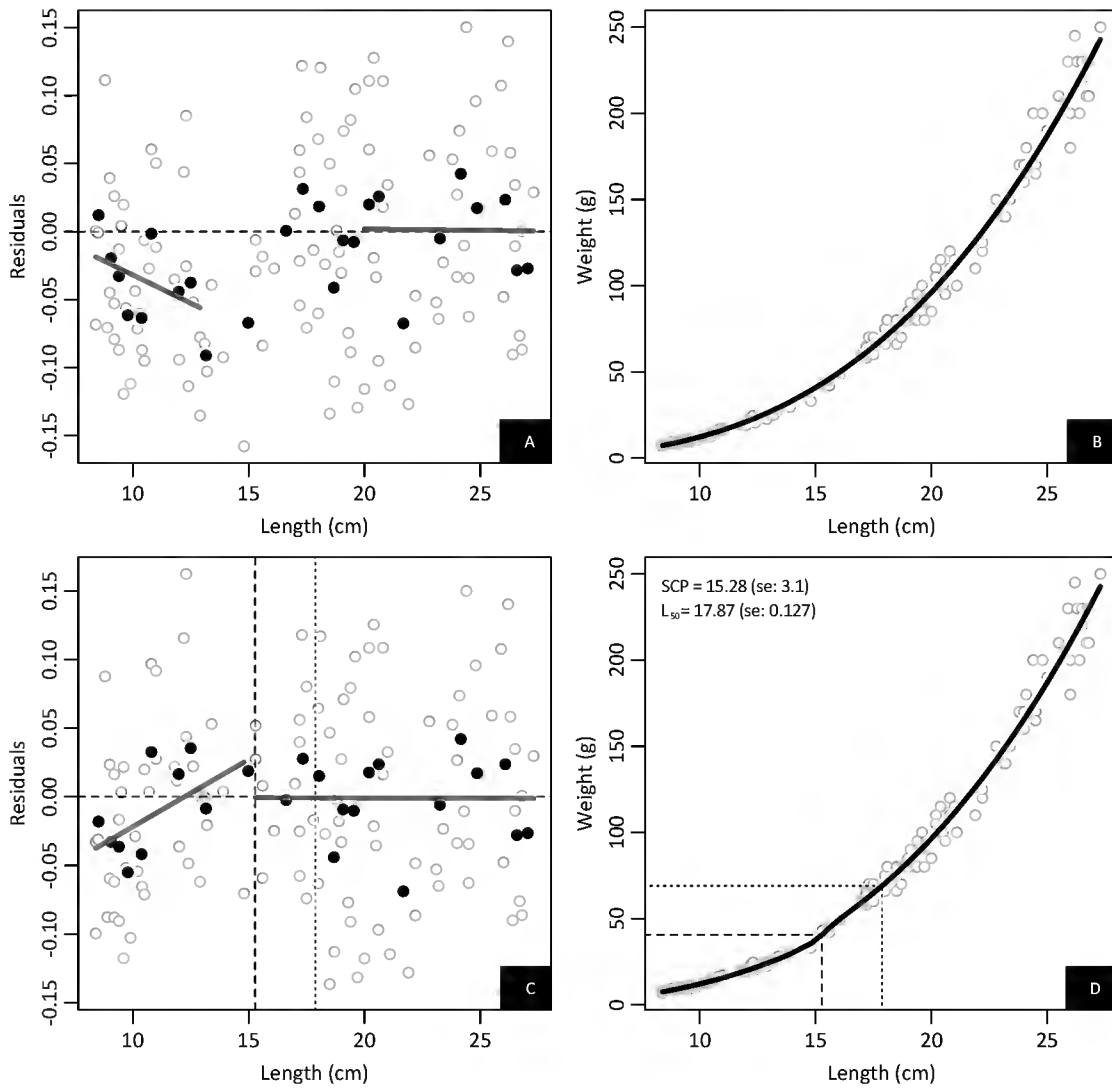 Residuals
0.15
0.10
0.05
0.00
-0.05
-0.10
-0.15
10 15 20 25
Length (cm)
A
Weight (g)
250
200
150
100
50
0
10 15 20 25
Length (cm)
B
Residuals
0.15
0.10
0.05
0.00
-0.05
-0.10
-0.15
10 15 20 25
Length (cm)
C
Weight (g)
250
200
150
100
50
0
SCP = 15.28 (se: 3.1)
L50= 17.87 (se: 0.127)
10 15 20 25
Length (cm)
D